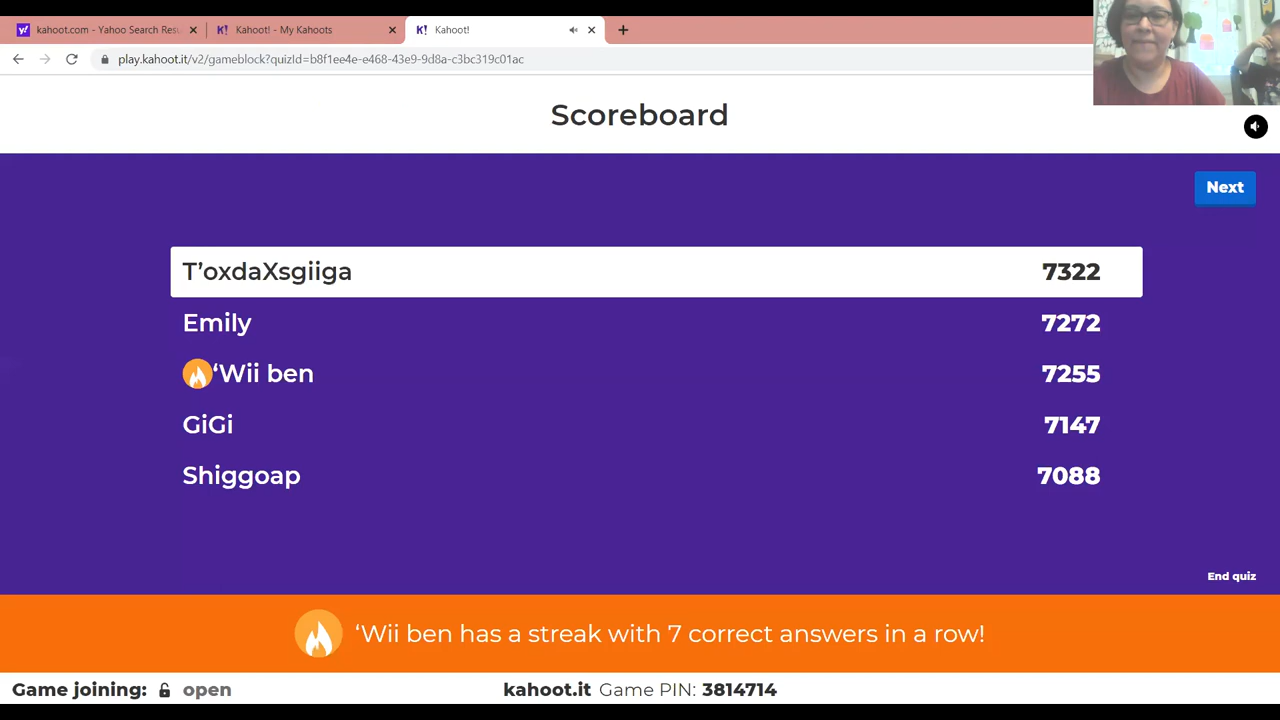 kahoot.com - Yahoo Search Resu
Kahoot! - My Kahoots
Kahoot!
play.kahoot.it/v2/gameblock?quizId=b8f1ee4e-e468-43e9-9d8a-c3bc319c01ac
Scoreboard
Next
T’oxdaXsgiiga 7322
Emily 7272
‘Wii ben 7255
GiGi 7147
Shiggoap 7088
End quiz
‘Wii ben has a streak with 7 correct answers in a row!
Game joining: open
kahoot.it Game PIN: 3814714